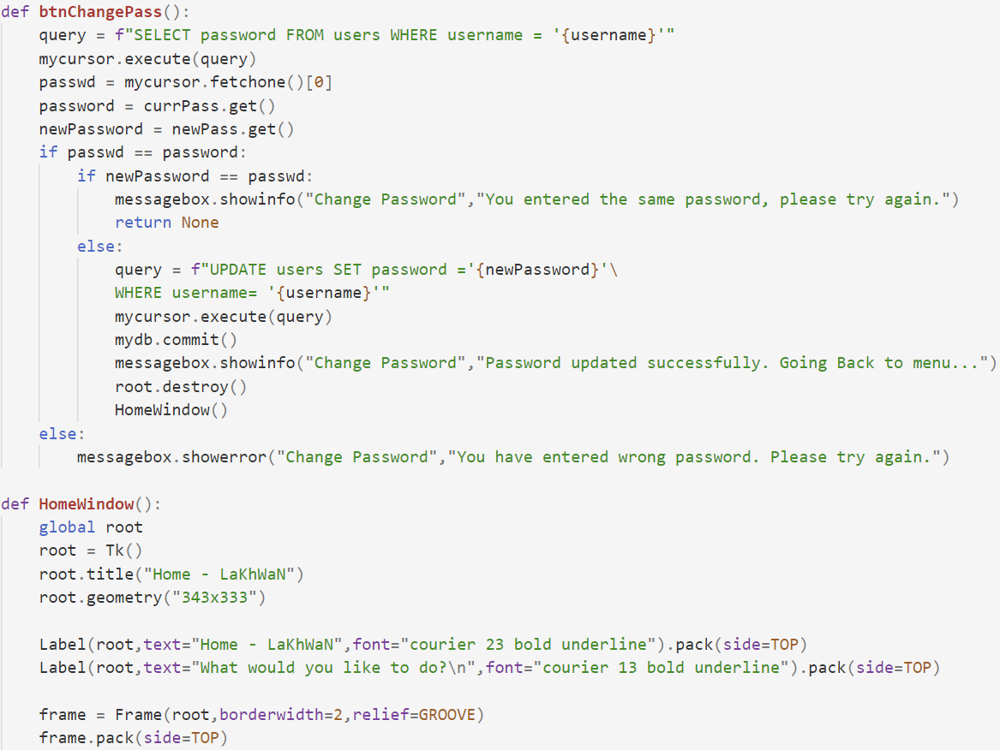 def btnChangePass():
    query = f"SELECT password FROM users WHERE username = '{username}'"
    mycursor.execute(query)
    passwd = mycursor.fetchone()[0]
    password = currPass.get()
    newPassword = newPass.get()
    if passwd == password:
        if newPassword == passwd:
            messagebox.showinfo("Change Password","You entered the same password, please try again.")
            return None
        else:
            query = f"UPDATE users SET password ='{newPassword}'\
            WHERE username= '{username}'"
            mycursor.execute(query)
            mydb.commit()
            messagebox.showinfo("Change Password","Password updated successfully. Going Back to menu...")
            root.destroy()
            HomeWindow()
    else:
        messagebox.showerror("Change Password","You have entered wrong password. Please try again.")

def HomeWindow():
    global root
    root = Tk()
    root.title("Home - LaKhWaN")
    root.geometry("343x333")

    Label(root,text="Home - LaKhWaN",font="courier 23 bold underline").pack(side=TOP)
    Label(root,text="What would you like to do?\n",font="courier 13 bold underline").pack(side=TOP)

    frame = Frame(root,borderwidth=2,relief=GROOVE)
    frame.pack(side=TOP)